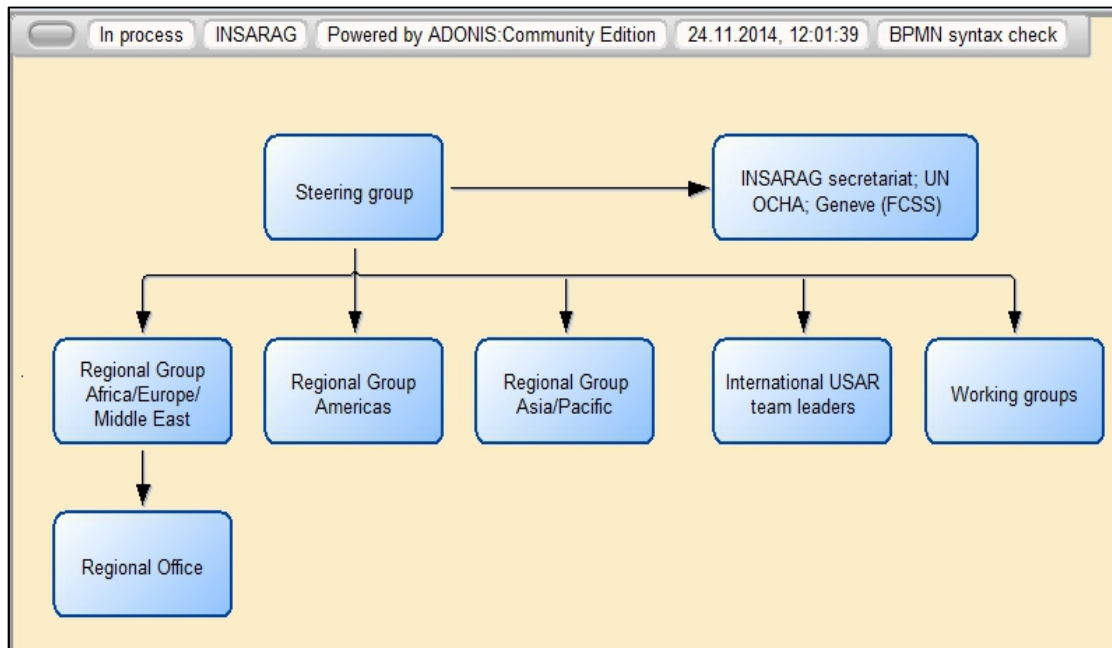 In process INSARAG Powered by ADONIS:Community Edition 24.11.2014, 12:01:39 BPMN syntax check
Steering group
INSARAG secretariat; UN
OCHA; Geneve (FCSS)
Regional Group
Africa/Europe/
Middle East
Regional Group
Americas
Regional Group
Asia/Pacific
International USAR
team leaders
Working groups
Regional Office